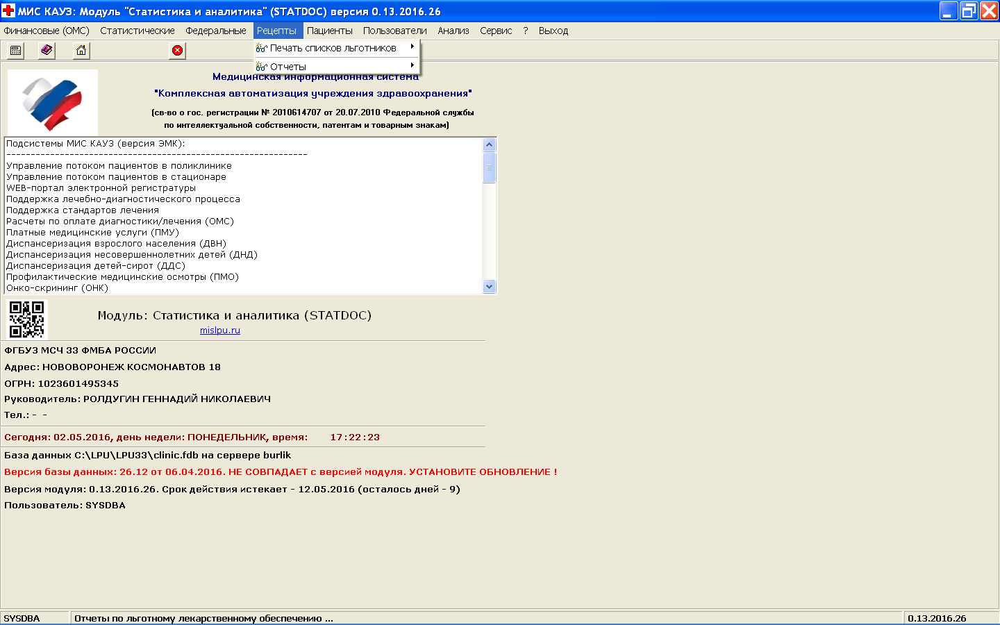 МИС КАУЗ: Модуль "Статистика и аналитика" (STATDOC) версия 0.13.2016.26
Финансовые (ОМС) Статистические Федеральные Рецепты Пациенты Пользователи Анализ Сервис ? Выход
Печать списков льготников
Отчеты
Медицинская информационная система
"Комплексная автоматизация учреждения здравоохранения"
(св-во о гос. регистрации № 2010614707 от 20.07.2010 Федеральной службы
по интеллектуальной собственности, патентам и товарным знакам)
Подсистемы МИС КАУЗ (версия ЭМК):
--------------------------------------------------------------
Управление потоком пациентов в поликлинике
Управление потоком пациентов в стационаре
WEB-портал электронной регистратуры
Поддержка лечебно-диагностического процесса
Поддержка стандартов лечения
Расчеты по оплате диагностики/лечения (ОМС)
Платные медицинские услуги (ПМУ)
Диспансеризация взрослого населения (ДВН)
Диспансеризация несовершеннолетних детей (ДНД)
Диспансеризация детей-сирот (ДДС)
Профилактические медицинские осмотры (ПМО)
Онко-скрининг (ОНК)
Модуль: Статистика и аналитика (STATDOC)
mislpu.ru
ФГБУЗ МСЧ 33 ФМБА РОССИИ
Адрес: НОВОВОРОНЕЖ КОСМОНАВТОВ 18
ОГРН: 1023601495345
Руководитель: РОЛДУГИН ГЕННАДИЙ НИКОЛАЕВИЧ
Тел.: - -
Сегодня: 02.05.2016, день недели: ПОНЕДЕЛЬНИК, время: 17:22:23
База данных C:\LPU\LPU33\clinic.fdb на сервере burlik
Версия базы данных: 26.12 от 06.04.2016. НЕ СОВПАДАЕТ с версией модуля. УСТАНОВИТЕ ОБНОВЛЕНИЕ !
Версия модуля: 0.13.2016.26. Срок действия истекает - 12.05.2016 (осталось дней - 9)
Пользователь: SYSDBA
SYSDBA Отчеты по льготному лекарственному обеспечению ... 0.13.2016.26